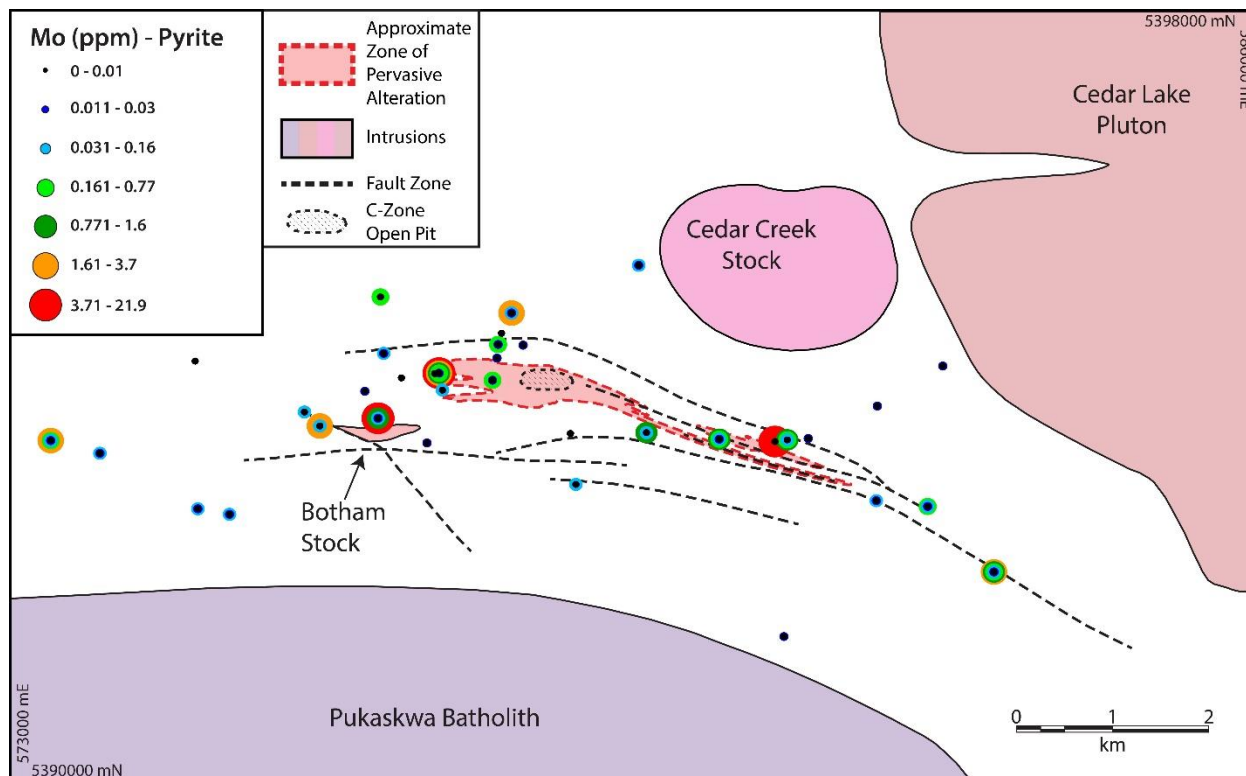 Mo (ppm) - Pyrite
0 - 0.01
0.011 - 0.03
0.031 - 0.16
0.161 - 0.77
0.771 - 1.6
1.61 - 3.7
3.71 - 21.9
Approximate
Zone of
Pervasive
Alteration
Intrusions
Fault Zone
C-Zone
Open Pit
5398000 mN
586000 mE
Cedar Lake
Pluton
Cedar Creek
Stock
Botham
Stock
Pukaskwa Batholith
573000 mE
5390000 mN
0 1 2
km